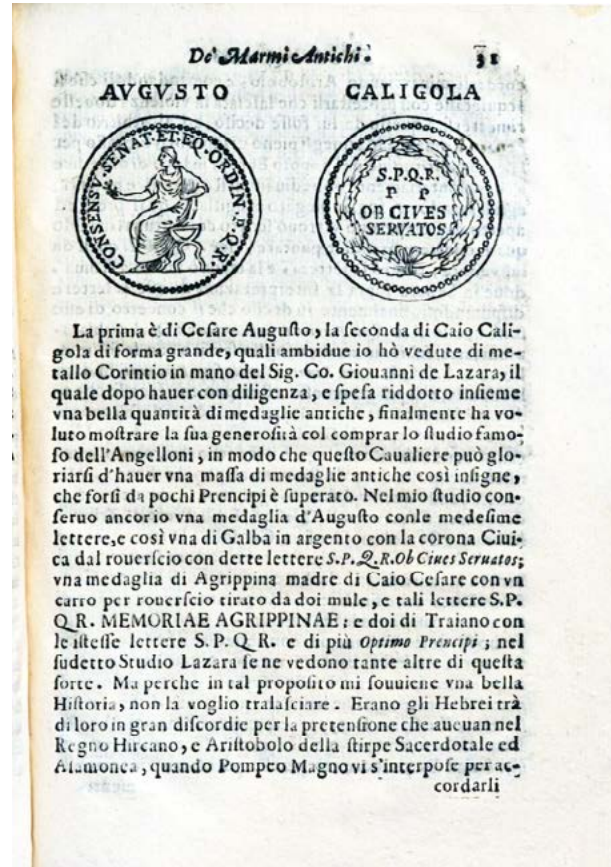 De' Marmi Antichi. 31
AVGVSTO CALIGOLA
CONSENSV. SENAT. ET. EQ. ORDIN. P. Q. R.
S.P.Q.R.
P P
OB CIVES
SERVATOS
La prima è di Cesare Augusto, la seconda di Caio Cali-
gola di forma grande, quali ambidue io hò vedute di me-
tallo Corintio in mano del Sig. Co. Giouanni de Lazara, il
quale dopo hauer con diligenza, e spesa riddotto insieme
vna bella quantità di medaglie antiche, finalmente ha vo-
luto mostrare la sua generosità col comprar lo studio famo-
so dell'Angelloni, in modo che questo Caualiere può glo-
riarsi d'hauer vna massa di medaglie antiche così insigne,
che forsi da pochi Prencipi è superato. Nel mio studio con-
seruo ancor io vna medaglia d'Augusto conle medesime
lettere, e così vna di Galba in argento con la corona Ciui-
ca dal rouerscio con dette lettere S.P.Q.R. Ob Ciues Seruatos;
vna medaglia di Agrippina madre di Caio Cesare con vn
carro per rouerscio tirato da doi mule, e tali lettere S.P.
Q R. MEMORIAE AGRIPPINAE: e doi di Traiano con
le istesse lettere S. P. Q R. e di più Optimo Prencipi; nel
sudetto Studio Lazara se ne vedono tante altre di questa
sorte. Ma perche in tal proposito mi souuiene vna bella
Historia, non la voglio tralasciare. Erano gli Hebrei trà
di loro in gran discordie per la pretensione che aueuan nel
Regno Hircano, e Aristobolo della stirpe Sacerdotale ed
Asamonea, quando Pompeo Magno vi s'interpose per ac-
cordarli